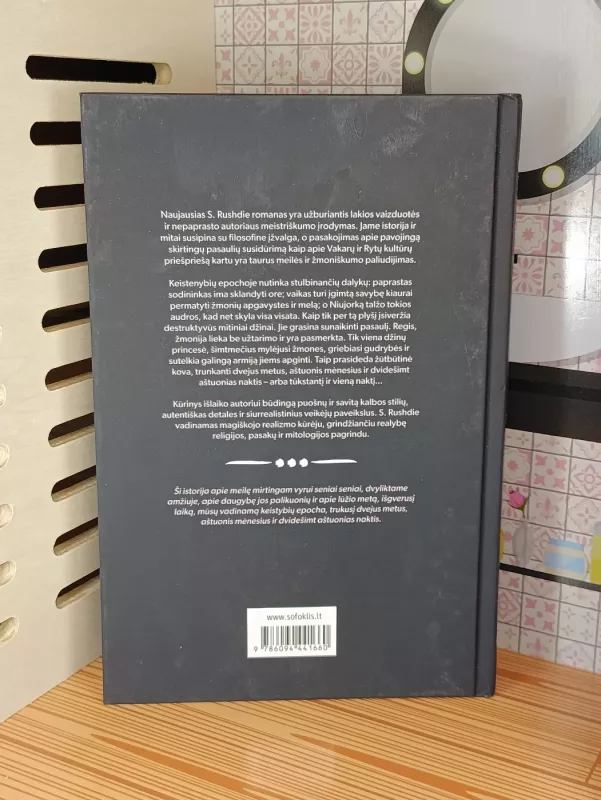 Naujausias S. Rushdie romanas yra užburiantis lakios vaizduotės
ir nepaprasto autoriaus meistriškumo įrodymas. Jame istorija ir
mitai susipina su filosofine įžvalga, o pasakojimas apie pavojingą
skirtingų pasaulių susidūrimą kaip apie Vakarų ir Rytų kultūrų
priešpriešą kartu yra taurus meilės ir žmoniškumo paliudijimas.
Keistenybių epochoje nutinka stulbinančių dalykų: paprastas
sodininkas ima sklandyti ore; vaikas turi įgimtą savybę kiaurai
permatyti žmonių apgavystes ir melą; o Niujorką talžo tokios
audros, kad net skyla visa visata. Kaip tik per tą plyšį įsiveržia
destruktyvūs mitiniai džinai. Jie grasina sunaikinti pasaulį. Regis,
žmonija lieka be užtarimo ir yra pasmerkta. Tik viena džinų
princesė, šimtmečius mylėjusi žmones, griebiasi gudrybės ir
sutelkia galingą armiją jiems apginti. Taip prasideda žūtbūtinė
kova, trunkanti dvejus metus, aštuonis mėnesius ir dvidešimt
aštuonias naktis – arba tūkstantį ir vieną naktį...
Kūrinys išlaiko autoriui būdingą puošnų ir savitą kalbos stilių,
autentiškas detales ir siurrealistinius veikėjų paveikslus. S. Rushdie
vadinamas magiškojo realizmo kūrėju, grindžiančiu realybę
religijos, pasakų ir mitologijos pagrindu.
Ši istorija apie meilę mirtingam vyrui seniai seniai, dvyliktame
amžiuje, apie daugybę jos palikuonių ir apie lūžio metą, išgverusį
laiką, mūsų vadinamą keistybių epocha, trukusį dvejus metus,
aštuonis mėnesius ir dvidešimt aštuonias naktis.
www.sofoklis.lt
9 786094 441660